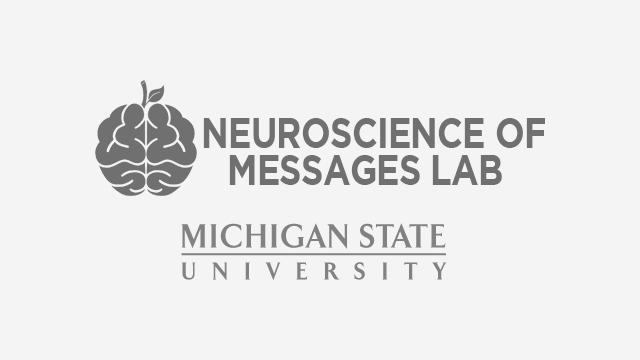 NEUROSCIENCE OF
MESSAGES LAB
MICHIGAN STATE
UNIVERSITY